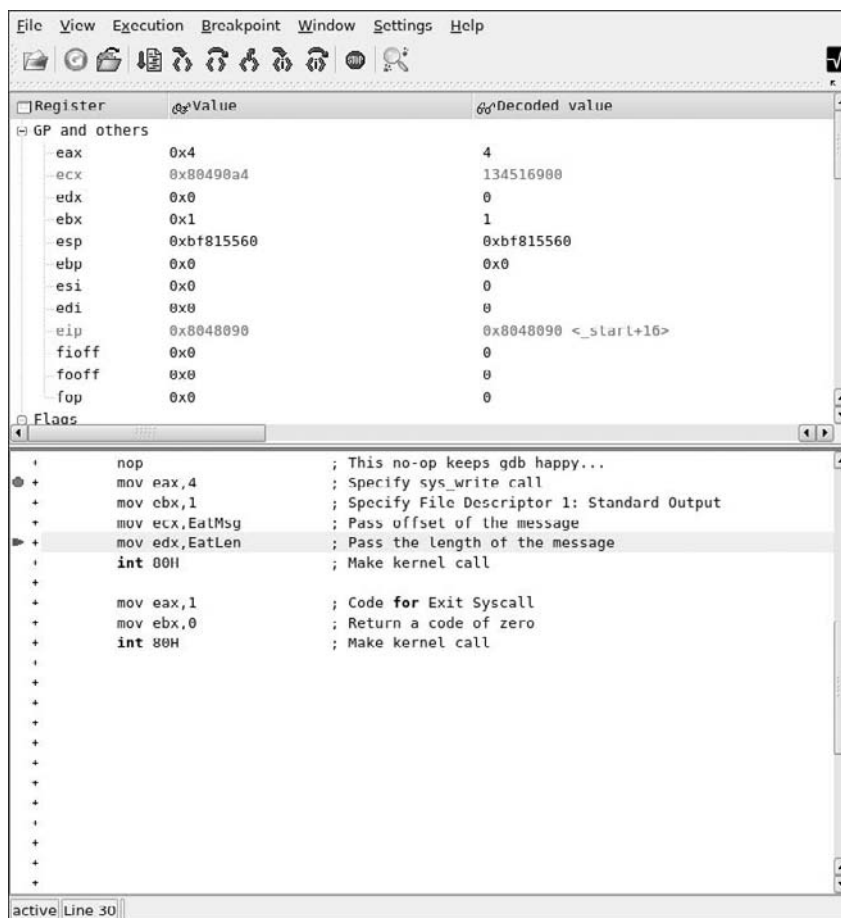 File View Execution Breakpoint Window Settings Help
STOP
Register Value Decoded value
GP and others
eax 0x4 4
ecx 0x80490a4 134516900
edx 0x0 0
ebx 0x1 1
esp 0xbf815560 0xbf815560
ebp 0x0 0x0
esi 0x0 0
edi 0x0 0
eip 0x8048090 0x8048090 <_start+16>
fioff 0x0 0
fooff 0x0 0
fop 0x0 0
Flags
+ nop ; This no-op keeps gdb happy...
+ mov eax,4 ; Specify sys_write call
+ mov ebx,1 ; Specify File Descriptor 1: Standard Output
+ mov ecx,EatMsg ; Pass offset of the message
+ mov edx,EatLen ; Pass the length of the message
+ int 80H ; Make kernel call
+
+ mov eax,1 ; Code for Exit Syscall
+ mov ebx,0 ; Return a code of zero
+ int 80H ; Make kernel call
+
+
+
+
+
+
+
+
+
+
+
+
active Line 30